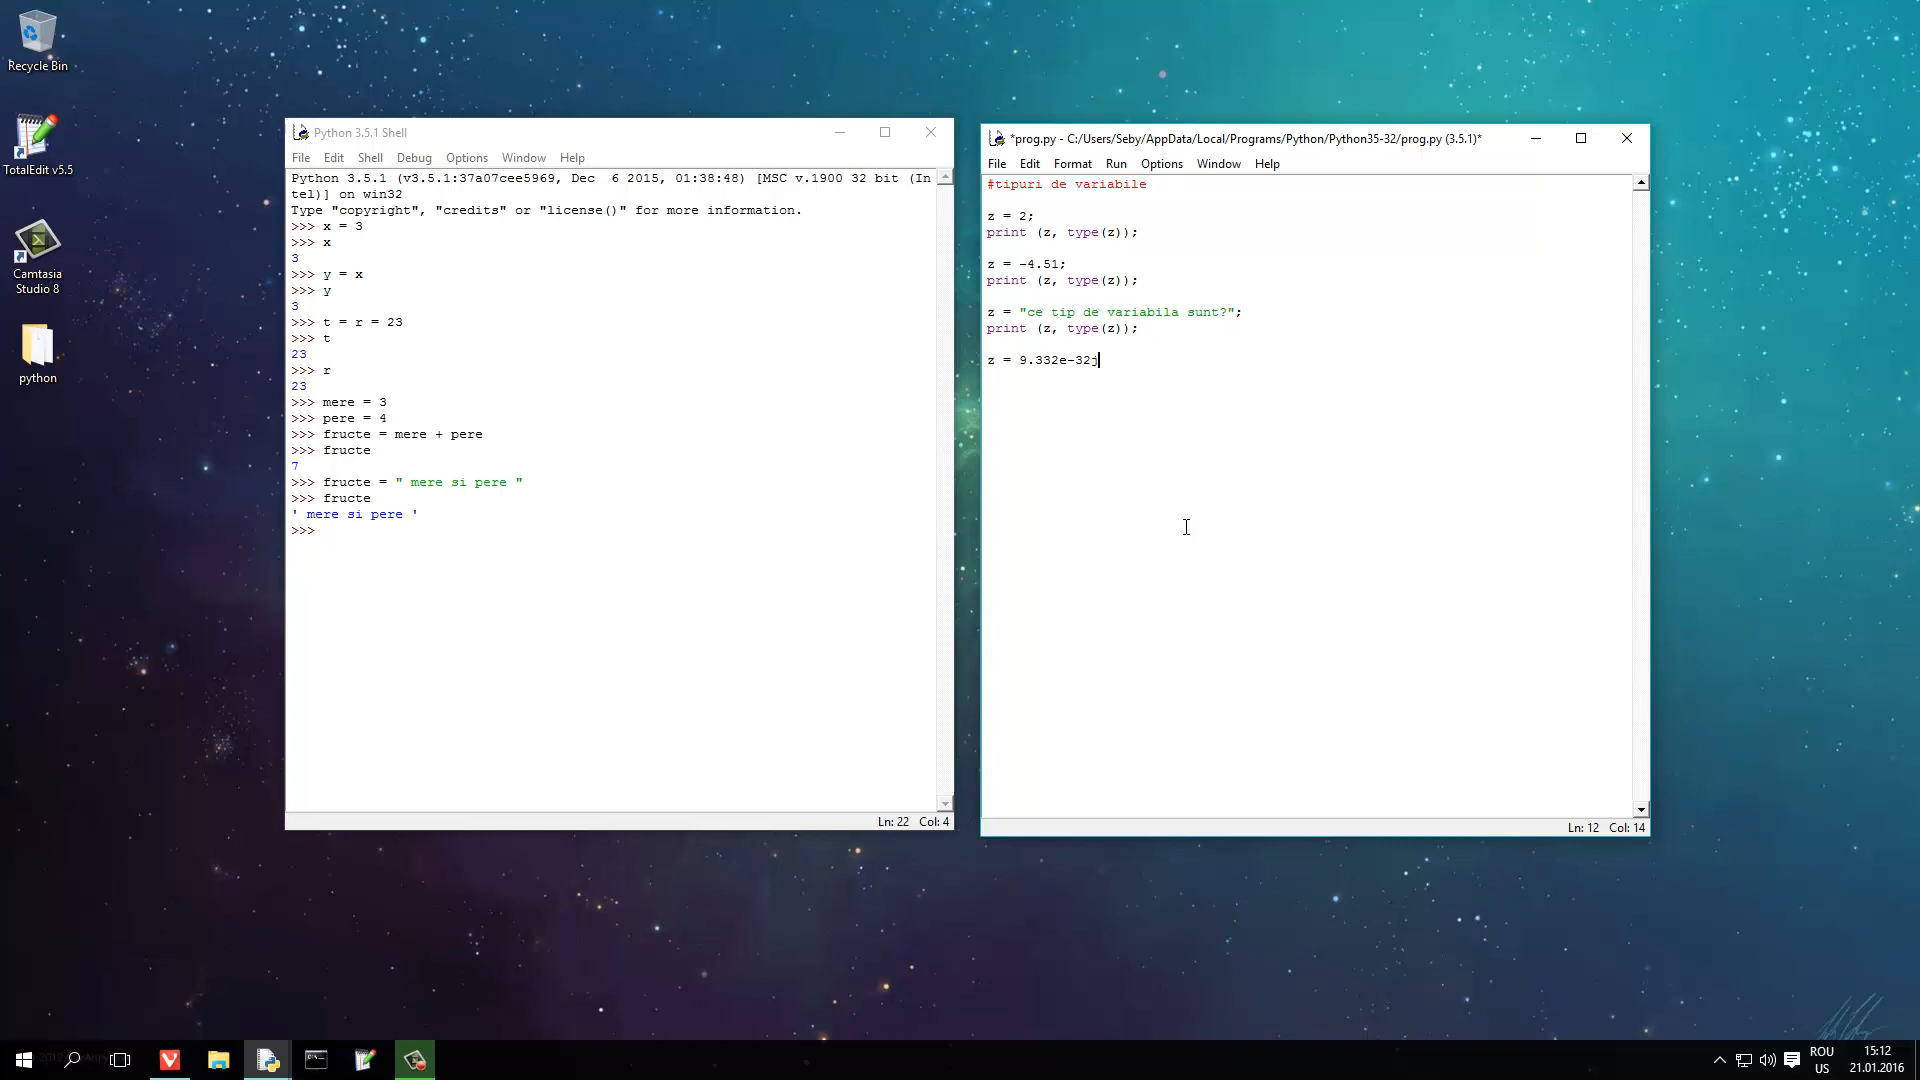 Recycle Bin
TotalEdit v5.5
Camtasia
Studio 8
python
Python 3.5.1 Shell
File Edit Shell Debug Options Window Help
Python 3.5.1 (v3.5.1:37a07cee5969, Dec  6 2015, 01:38:48) [MSC v.1900 32 bit (In
tel)] on win32
Type "copyright", "credits" or "license()" for more information.
>>> x = 3
>>> x
3
>>> y = x
>>> y
3
>>> t = r = 23
>>> t
23
>>> r
23
>>> mere = 3
>>> pere = 4
>>> fructe = mere + pere
>>> fructe
7
>>> fructe = " mere si pere "
>>> fructe
' mere si pere '
>>>
Ln: 22 Col: 4
*prog.py - C:/Users/Seby/AppData/Local/Programs/Python/Python35-32/prog.py (3.5.1)*
File Edit Format Run Options Window Help
#tipuri de variabile
z = 2;
print (z, type(z));
z = -4.51;
print (z, type(z));
z = "ce tip de variabila sunt?";
print (z, type(z));
z = 9.332e-32j
Ln: 12 Col: 14
ROU
US
15:12
21.01.2016